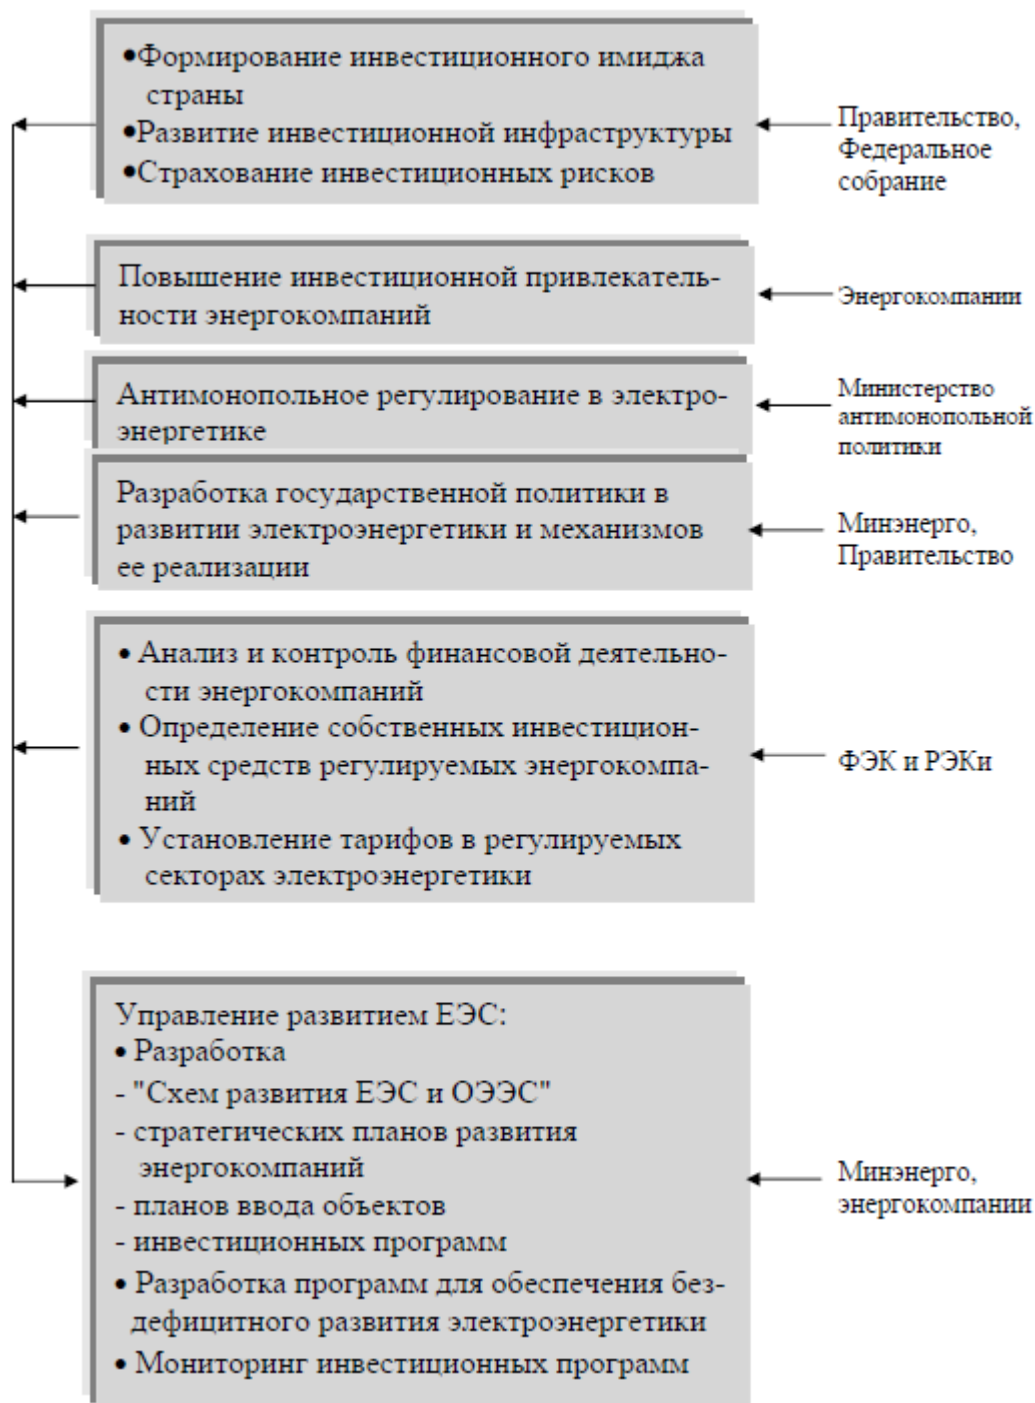 •Формирование инвестиционного имиджа
страны
•Развитие инвестиционной инфраструктуры
•Страхование инвестиционных рисков
Правительство,
Федеральное
собрание
Повышение инвестиционной привлекатель-
ности энергокомпаний
Энергокомпании
Антимонопольное регулирование в электро-
энергетике
Министерство
антимонопольной
политики
Разработка государственной политики в
развитии электроэнергетики и механизмов
ее реализации
Минэнерго,
Правительство
• Анализ и контроль финансовой деятельно-
сти энергокомпаний
• Определение собственных инвестицион-
ных средств регулируемых энергокомпа-
ний
• Установление тарифов в регулируемых
секторах электроэнергетики
ФЭК и РЭКи
Управление развитием ЕЭС:
• Разработка
- "Схем развития ЕЭС и ОЭЭС"
- стратегических планов развития
энергокомпаний
- планов ввода объектов
- инвестиционных программ
• Разработка программ для обеспечения без-
дефицитного развития электроэнергетики
• Мониторинг инвестиционных программ
Минэнерго,
энергокомпании